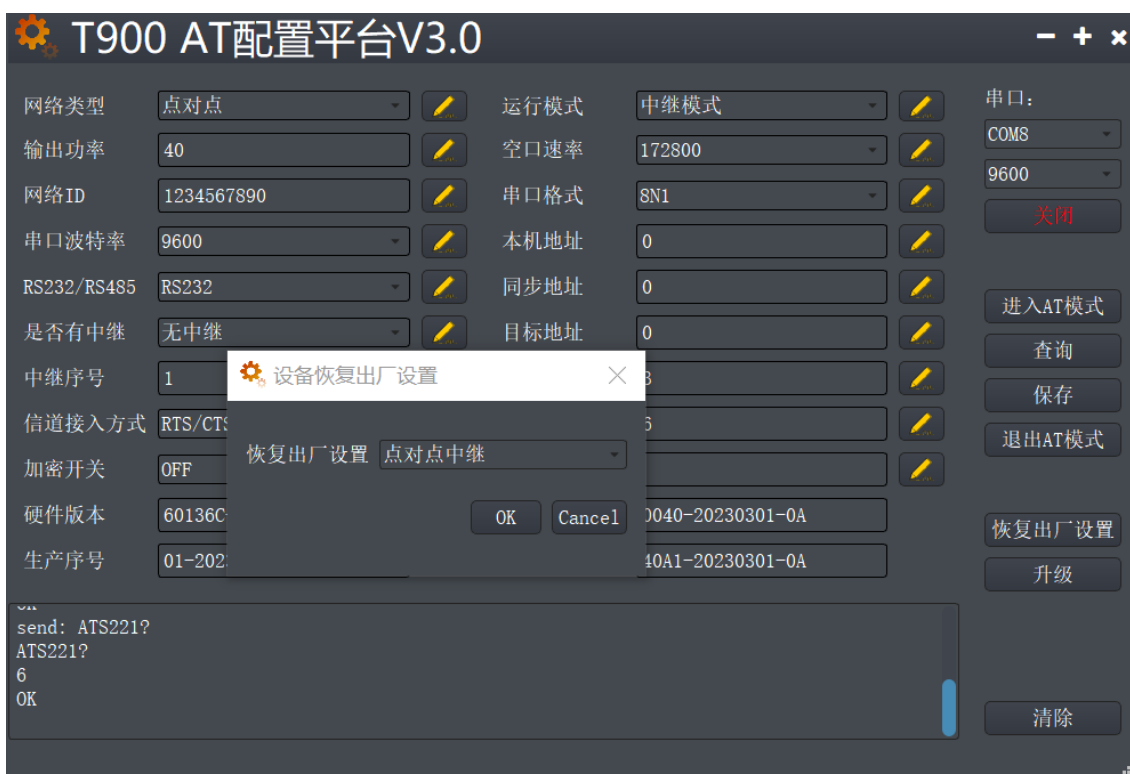 T900 AT配置平台V3.0
网络类型 点对点 运行模式 中继模式 串口:
输出功率 40 空口速率 172800 COM8
网络ID 1234567890 串口格式 8N1 9600
关闭
串口波特率 9600 本机地址 0
RS232/RS485 RS232 同步地址 0
进入AT模式
是否有中继 无中继 目标地址 0
查询
中继序号 1
设备恢复出厂设置
保存
信道接入方式 RTS/CTS
退出AT模式
恢复出厂设置 点对点中继
加密开关 OFF
OK Cancel
硬件版本 60136C- 0040-20230301-0A
恢复出厂设置
生产序号 01-202 40A1-20230301-0A
升级
OK
send: ATS221?
ATS221?
6
OK
清除